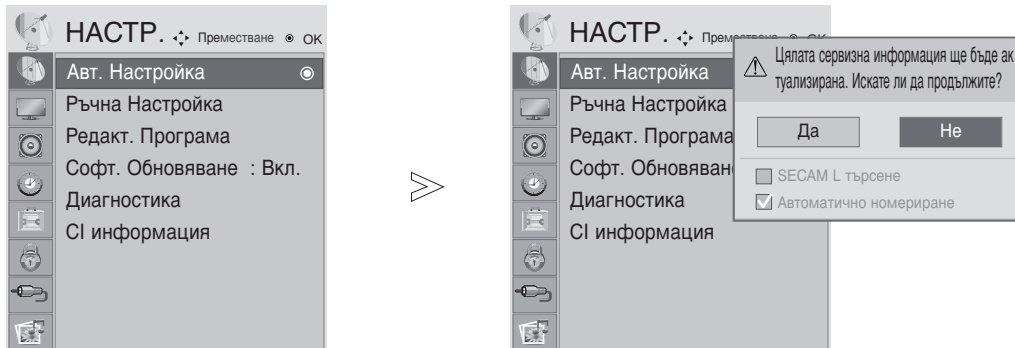 НАСТР. Преместване OK
Авт. Настройка
Ръчна Настройка
Редакт. Програма
Софт. Обновяване : Вкл.
Диагностика
CI информация
НАСТР.
Авт. Настройка
Ръчна Настройка
Редакт. Програма
Софт.
Диагностика
CI информация
Цялата сервизна информация ще бъде ак
туализирана. Искате ли да продължите?
Да Не
SECAM L търсене
Автоматично номериране